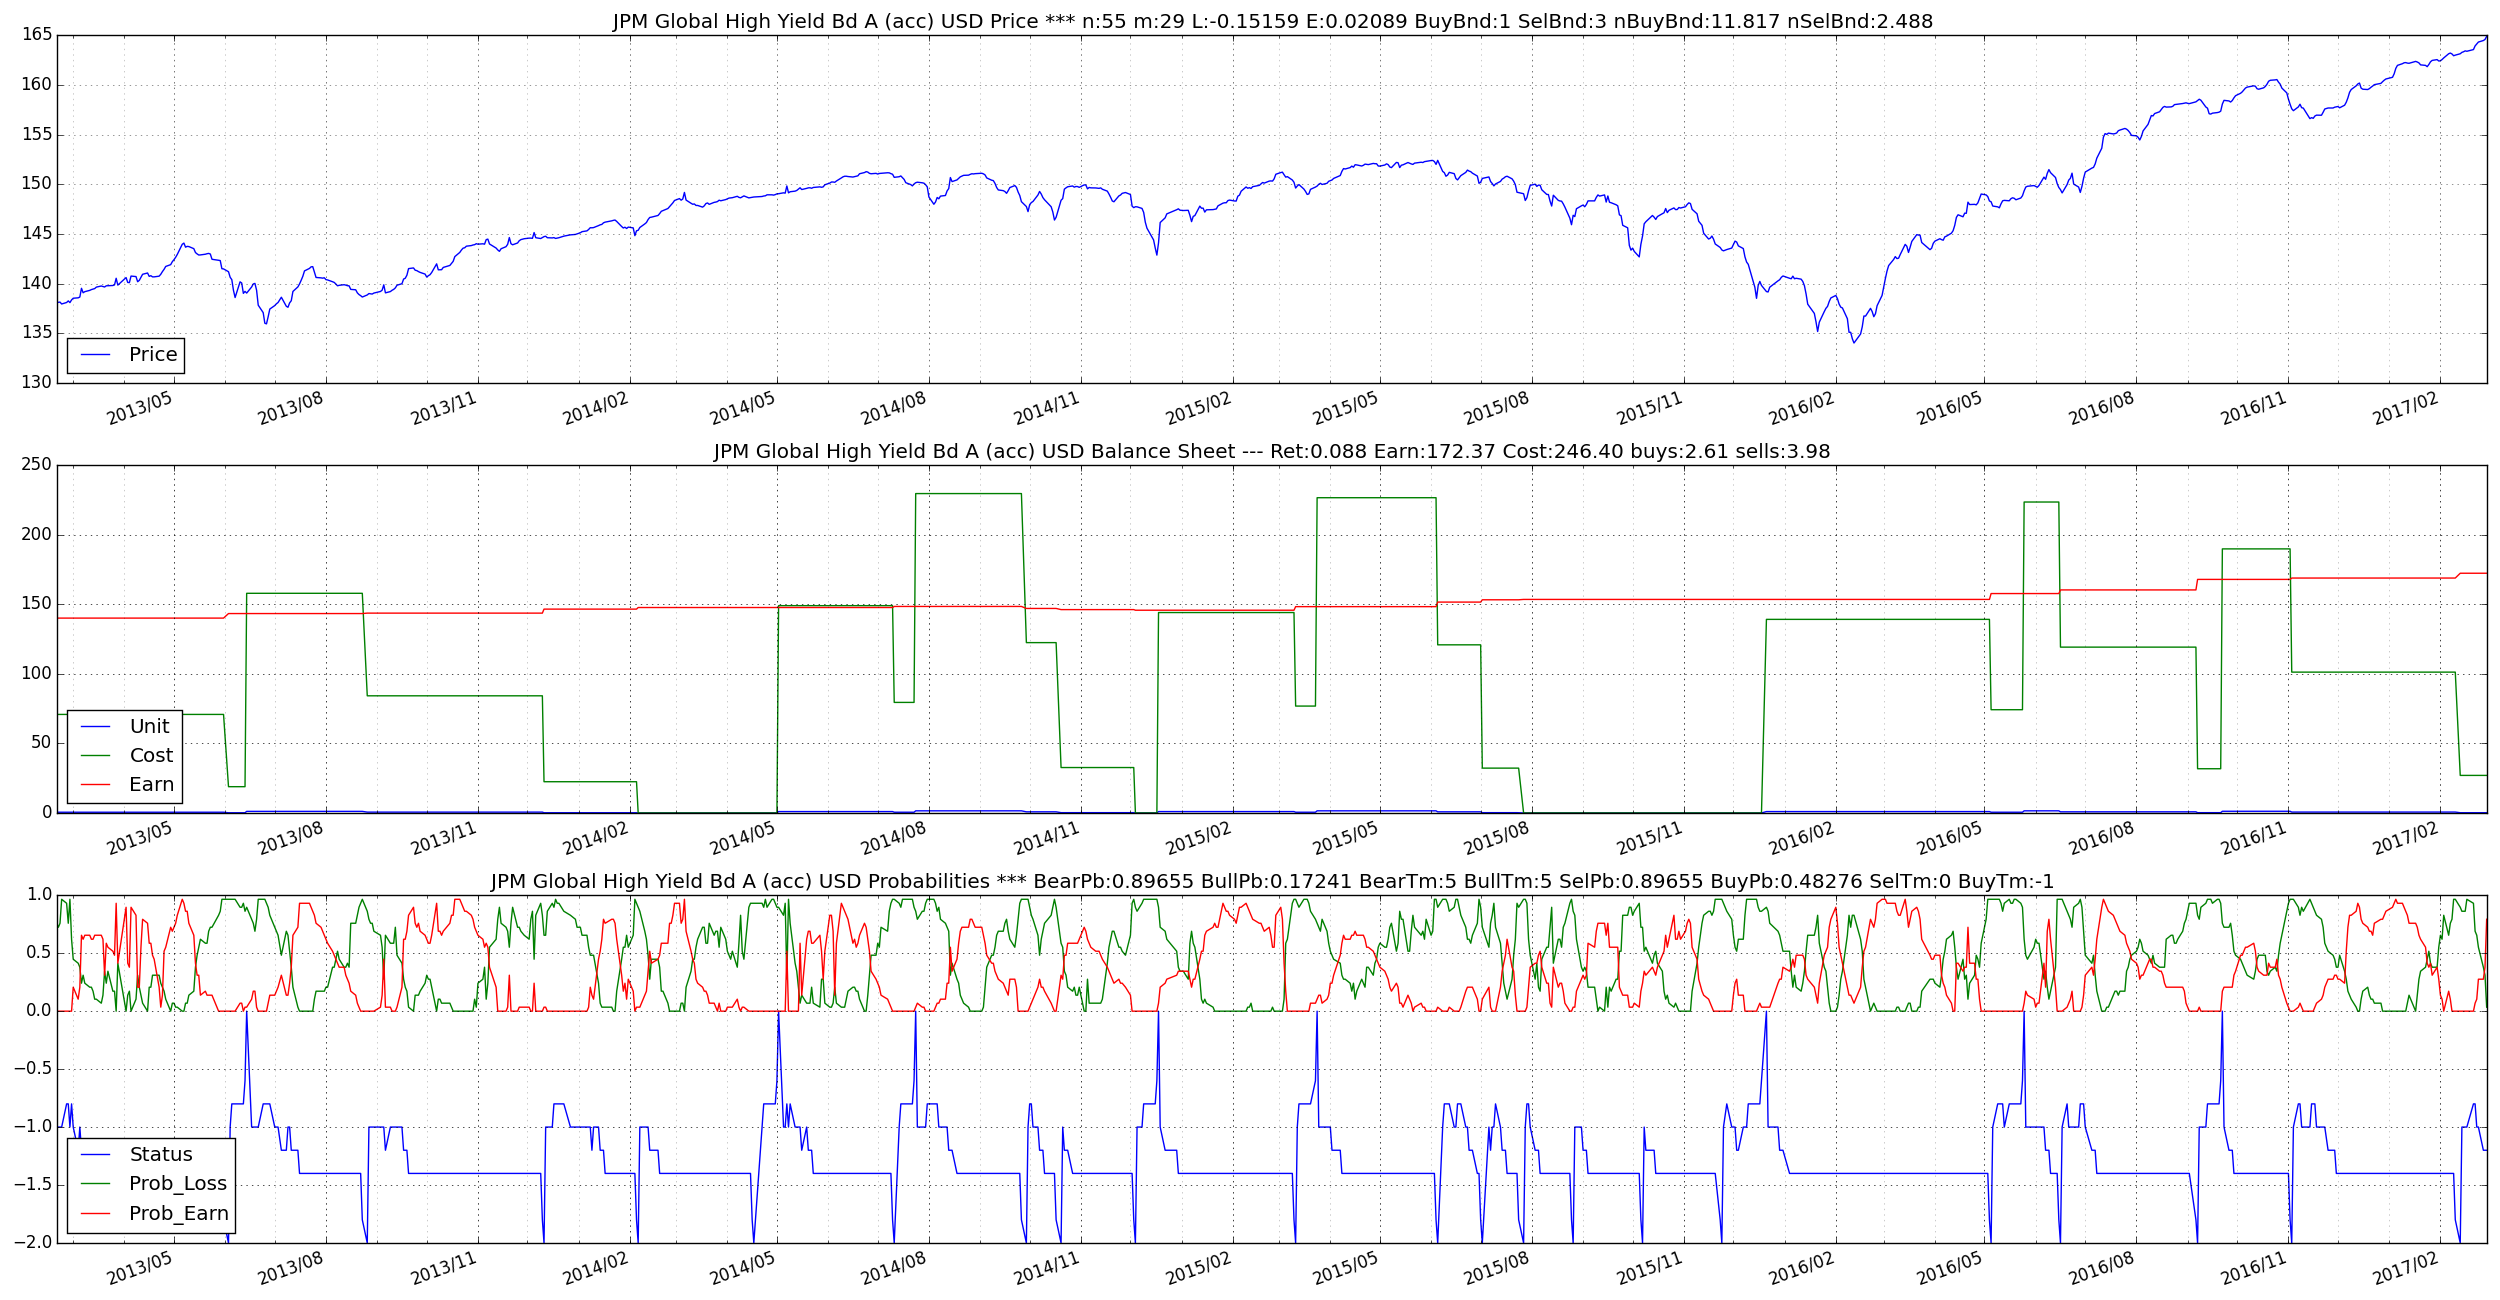 JPM Global High Yield Bd A (acc) USD Price *** n:55 m:29 L:-0.15159 E:0.02089 BuyBnd:1 SelBnd:3 nBuyBnd:11.817 nSelBnd:2.488
165
160
155
150
145
140
135
130
Price
2013/05 2013/08 2013/11 2014/02 2014/05 2014/08 2014/11 2015/02 2015/05 2015/08 2015/11 2016/02 2016/05 2016/08 2016/11 2017/02
JPM Global High Yield Bd A (acc) USD Balance Sheet --- Ret:0.088 Earn:172.37 Cost:246.40 buys:2.61 sells:3.98
250
200
150
100
50
0
Unit
Cost
Earn
2013/05 2013/08 2013/11 2014/02 2014/05 2014/08 2014/11 2015/02 2015/05 2015/08 2015/11 2016/02 2016/05 2016/08 2016/11 2017/02
JPM Global High Yield Bd A (acc) USD Probabilities *** BearPb:0.89655 BullPb:0.17241 BearTm:5 BullTm:5 SelPb:0.89655 BuyPb:0.48276 SelTm:0 BuyTm:-1
1.0
0.5
0.0
−0.5
−1.0
−1.5
−2.0
Status
Prob_Loss
Prob_Earn
2013/05 2013/08 2013/11 2014/02 2014/05 2014/08 2014/11 2015/02 2015/05 2015/08 2015/11 2016/02 2016/05 2016/08 2016/11 2017/02